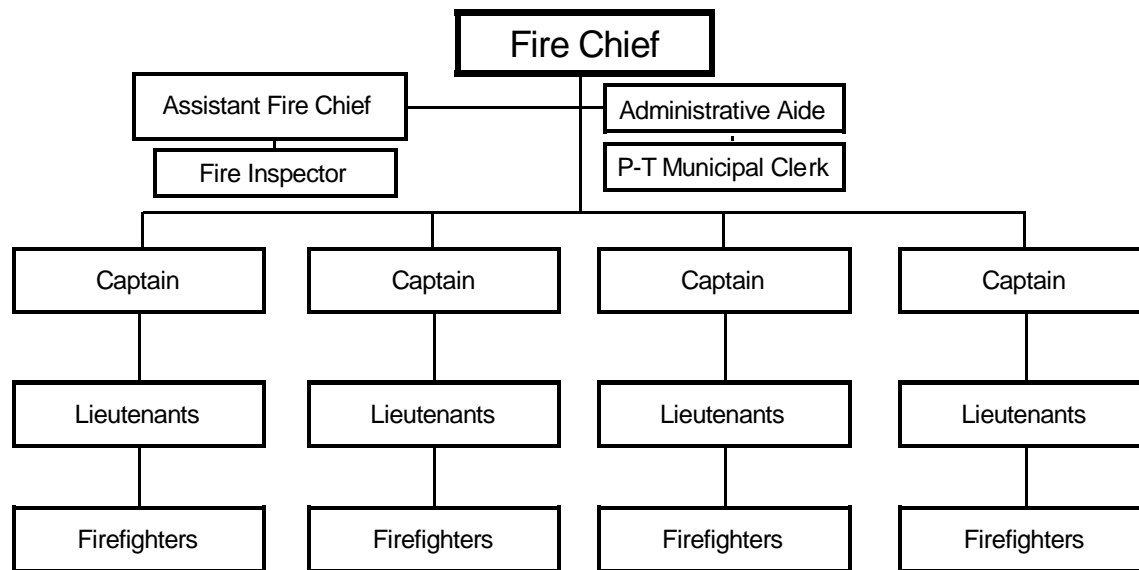 Fire Chief
Assistant Fire Chief
Administrative Aide
Fire Inspector
P-T Municipal Clerk
Captain
Captain
Captain
Captain
Lieutenants
Lieutenants
Lieutenants
Lieutenants
Firefighters
Firefighters
Firefighters
Firefighters